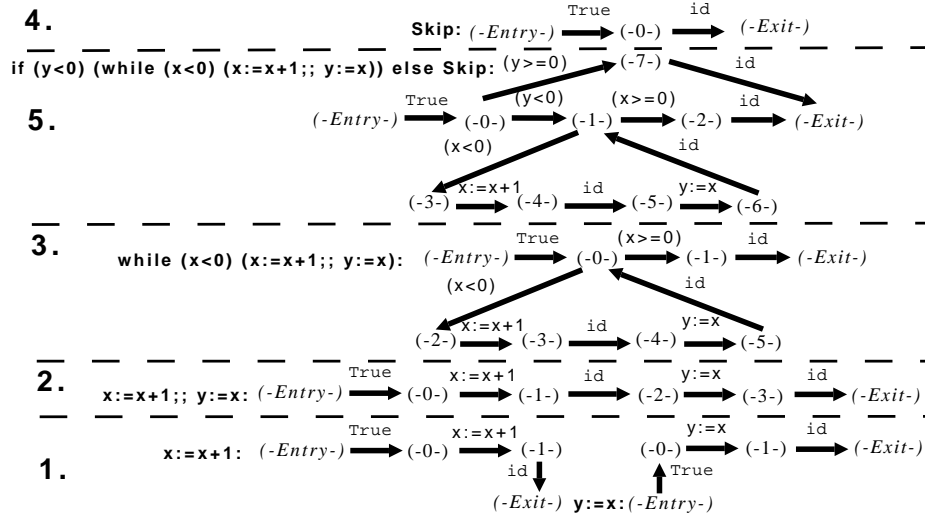 True id
4. Skip: (-Entry-) (-0-) (-Exit-)
if (y<0) (while (x<0) (x:=x+1;; y:=x)) else Skip: (y>=0) (-7-) id
True (y<0) (x>=0) id
5. (-Entry-) (-0-) (-1-) (-2-) (-Exit-)
(x<0) id
x:=x+1 id y:=x
(-3-) (-4-) (-5-) (-6-)
3. True (x>=0) id
while (x<0) (x:=x+1;; y:=x): (-Entry-) (-0-) (-1-) (-Exit-)
(x<0) id
x:=x+1 id y:=x
(-2-) (-3-) (-4-) (-5-)
2. True x:=x+1 id y:=x id
x:=x+1;; y:=x: (-Entry-) (-0-) (-1-) (-2-) (-3-) (-Exit-)
True x:=x+1 y:=x id
1. x:=x+1: (-Entry-) (-0-) (-1-) (-0-) (-1-) (-Exit-)
id True
(-Exit-) y:=x: (-Entry-)